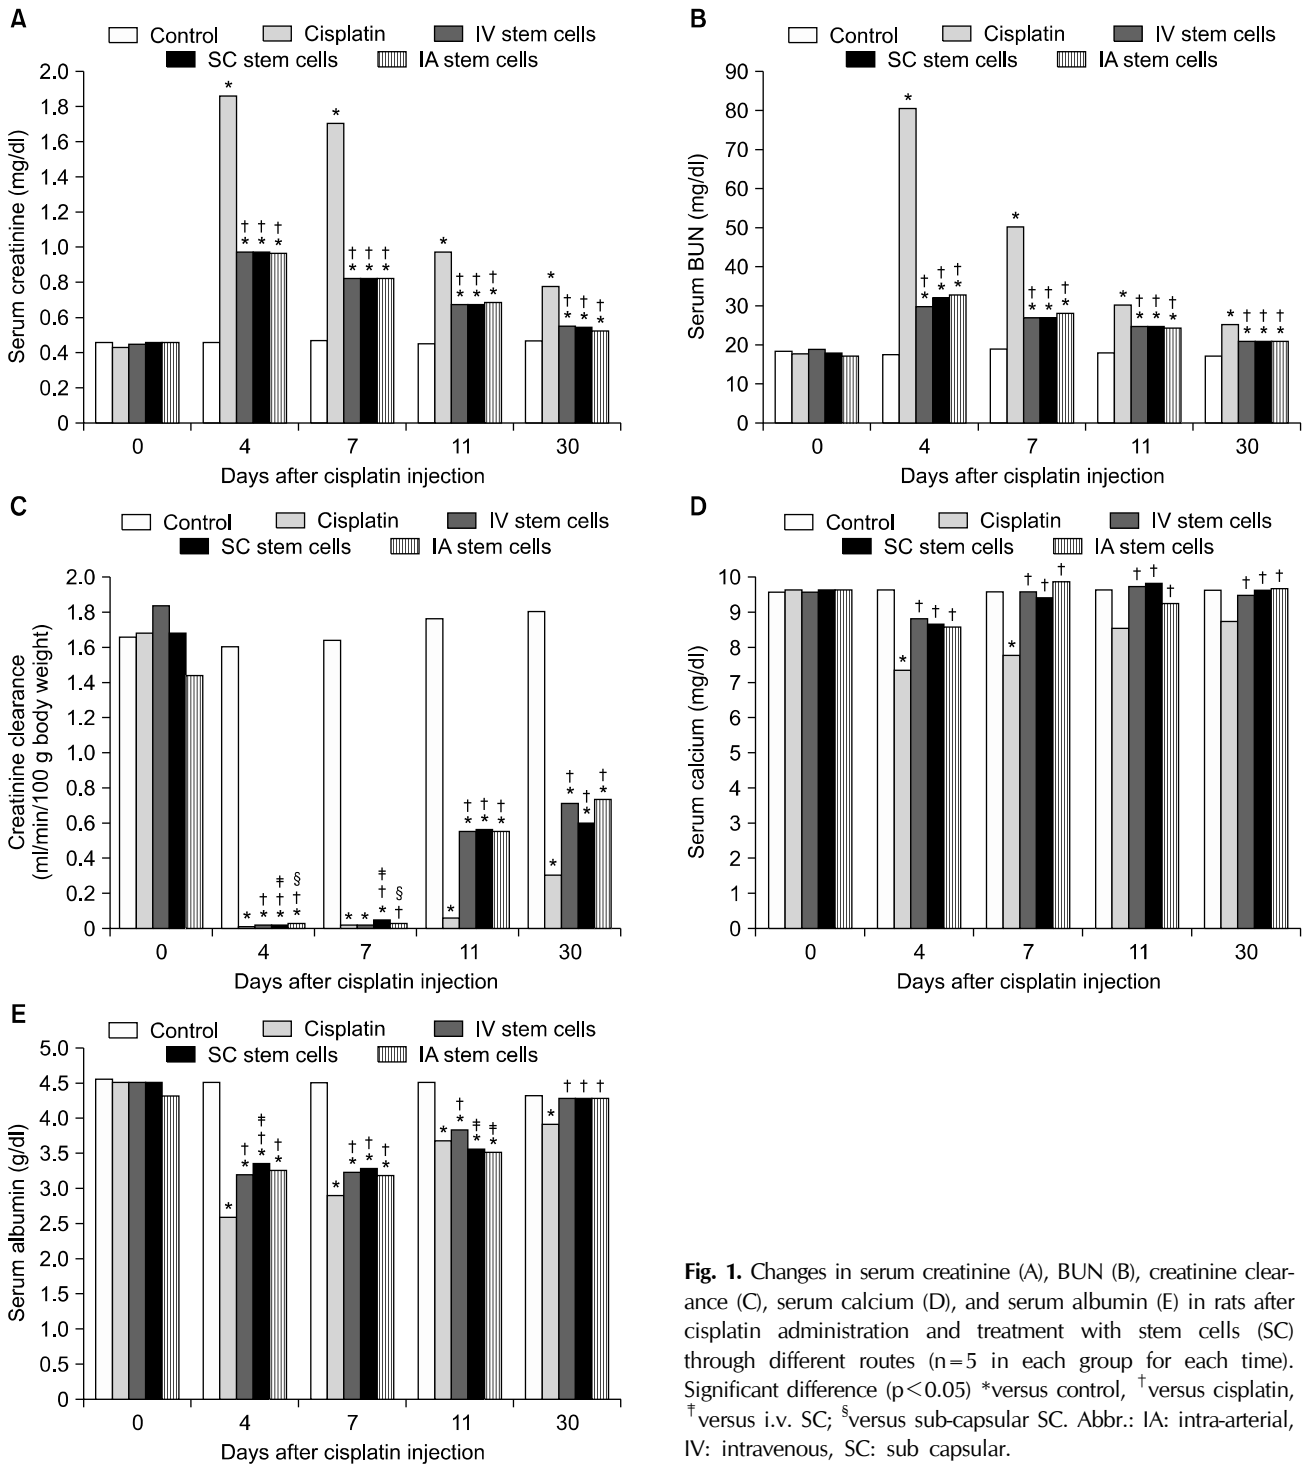 A
Control
Cisplatin
IV stem cells
SC stem cells
IA stem cells
Serum creatinine (mg/dl)
2.0
1.8
1.6
1.4
1.2
1.0
0.8
0.6
0.4
0.2
0
* * * *
† † †
* * *
† † †
* * *
† † †
* * *
† † †
* * *
0 4 7 11 30
Days after cisplatin injection
B
Control
Cisplatin
IV stem cells
SC stem cells
IA stem cells
Serum BUN (mg/dl)
90
80
70
60
50
40
30
20
10
0
* * * *
† † †
* * *
† † †
* * *
† † †
* * *
† † †
* * *
0 4 7 11 30
Days after cisplatin injection
C
Control
Cisplatin
IV stem cells
SC stem cells
IA stem cells
Creatinine clearance
(ml/min/100 g body weight)
2.0
1.8
1.6
1.4
1.2
1.0
0.8
0.6
0.4
0.2
0
‡ §
† † †
* * * *
‡
† §
* * * †
† † †
* * * *
† † †
* * * *
0 4 7 11 30
Days after cisplatin injection
D
Control
Cisplatin
IV stem cells
SC stem cells
IA stem cells
Serum calcium (mg/dl)
10
9
8
7
6
5
4
3
2
1
0
* † † †
* † † †
† † †
† † †
0 4 7 11 30
Days after cisplatin injection
E
Control
Cisplatin
IV stem cells
SC stem cells
IA stem cells
Serum albumin (g/dl)
5.0
4.5
4.0
3.5
3.0
2.5
2.0
1.5
1.0
0.5
0
‡
† † †
* * * *
† † †
* * * *
† ‡ ‡
* * * *
* † † †
0 4 7 11 30
Days after cisplatin injection
Fig. 1. Changes in serum creatinine (A), BUN (B), creatinine clear-
ance (C), serum calcium (D), and serum albumin (E) in rats after
cisplatin administration and treatment with stem cells (SC)
through different routes (n=5 in each group for each time).
Significant difference (p<0.05) *versus control, †versus cisplatin,
‡versus i.v. SC; §versus sub-capsular SC. Abbr.: IA: intra-arterial,
IV: intravenous, SC: sub capsular.